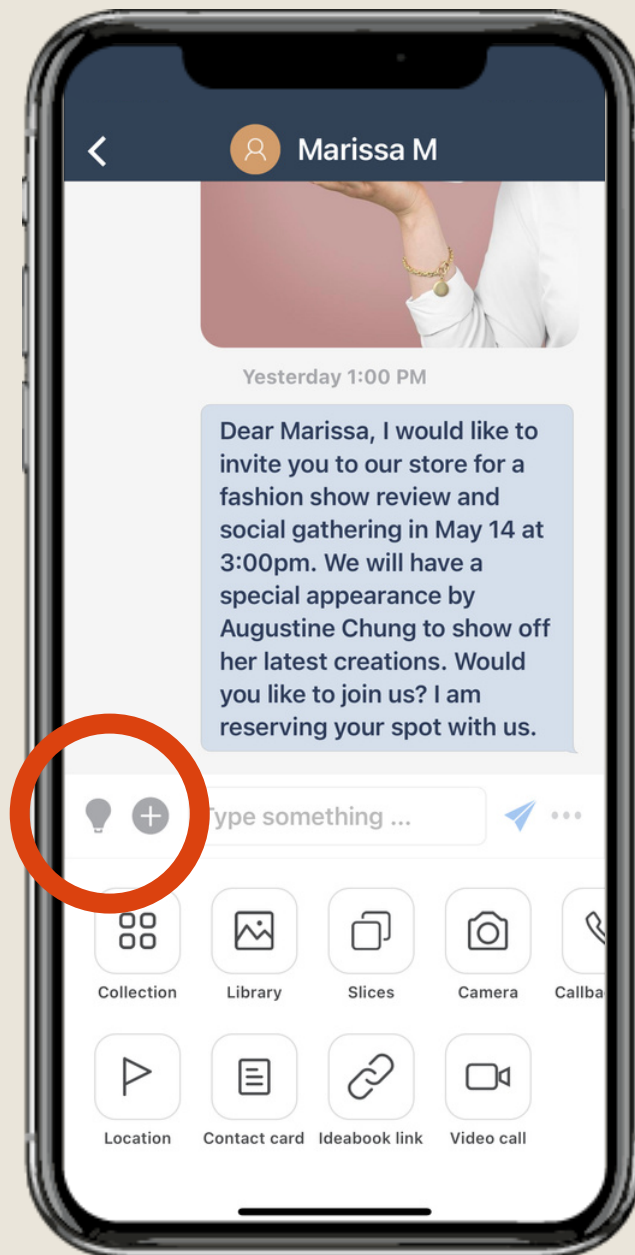 Marissa M
Yesterday 1:00 PM
Dear Marissa, I would like to
invite you to our store for a
fashion show review and
social gathering in May 14 at
3:00pm. We will have a
special appearance by
Augustine Chung to show off
her latest creations. Would
you like to join us? I am
reserving your spot with us.
Type something ...
Collection Library Slices Camera Callba
Location Contact card Ideabook link Video call